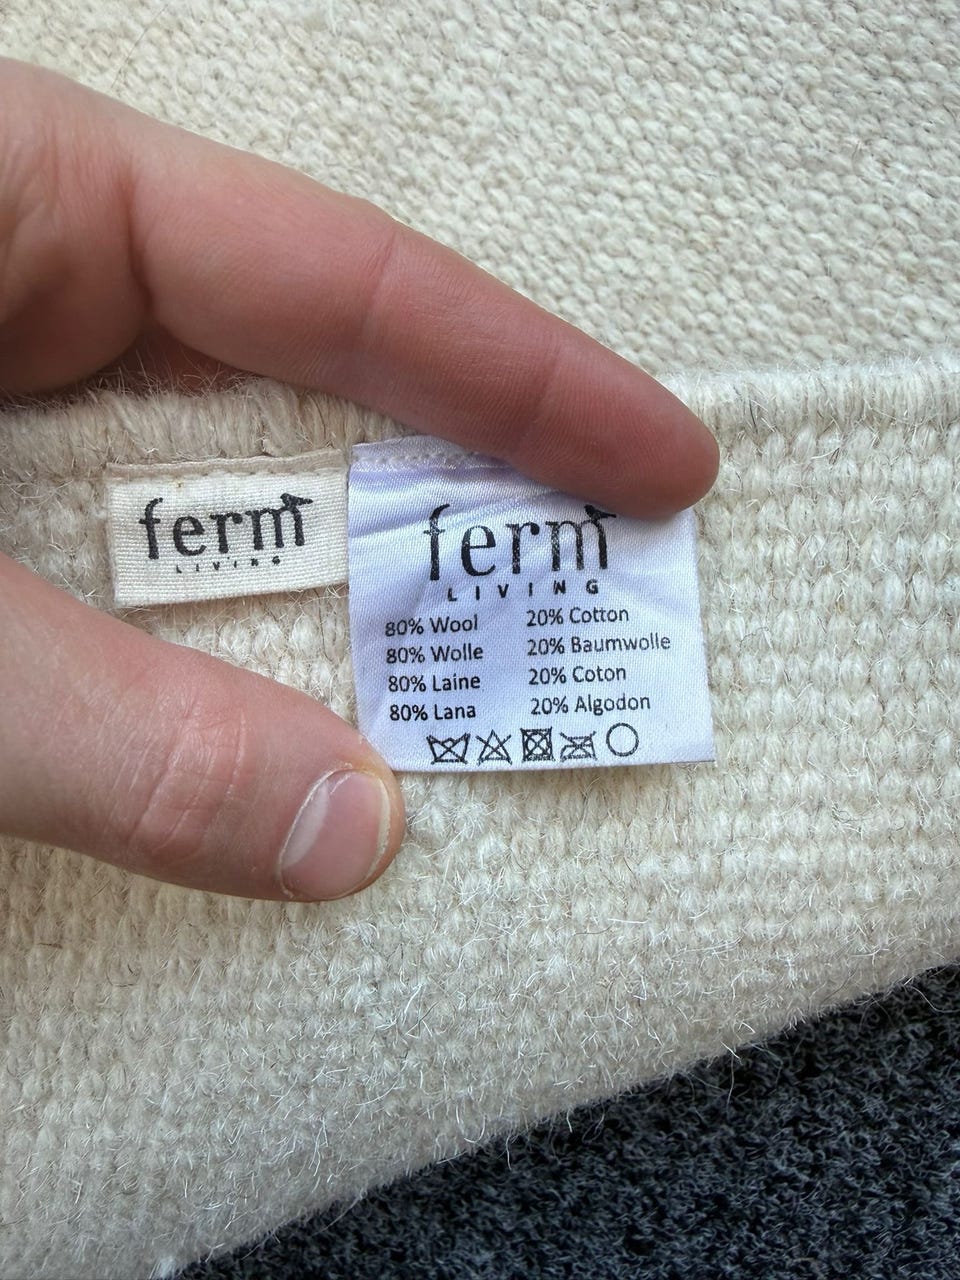 ferm
LIVING
ferm
LIVING
80% Wool 20% Cotton
80% Wolle 20% Baumwolle
80% Laine 20% Coton
80% Lana 20% Algodon